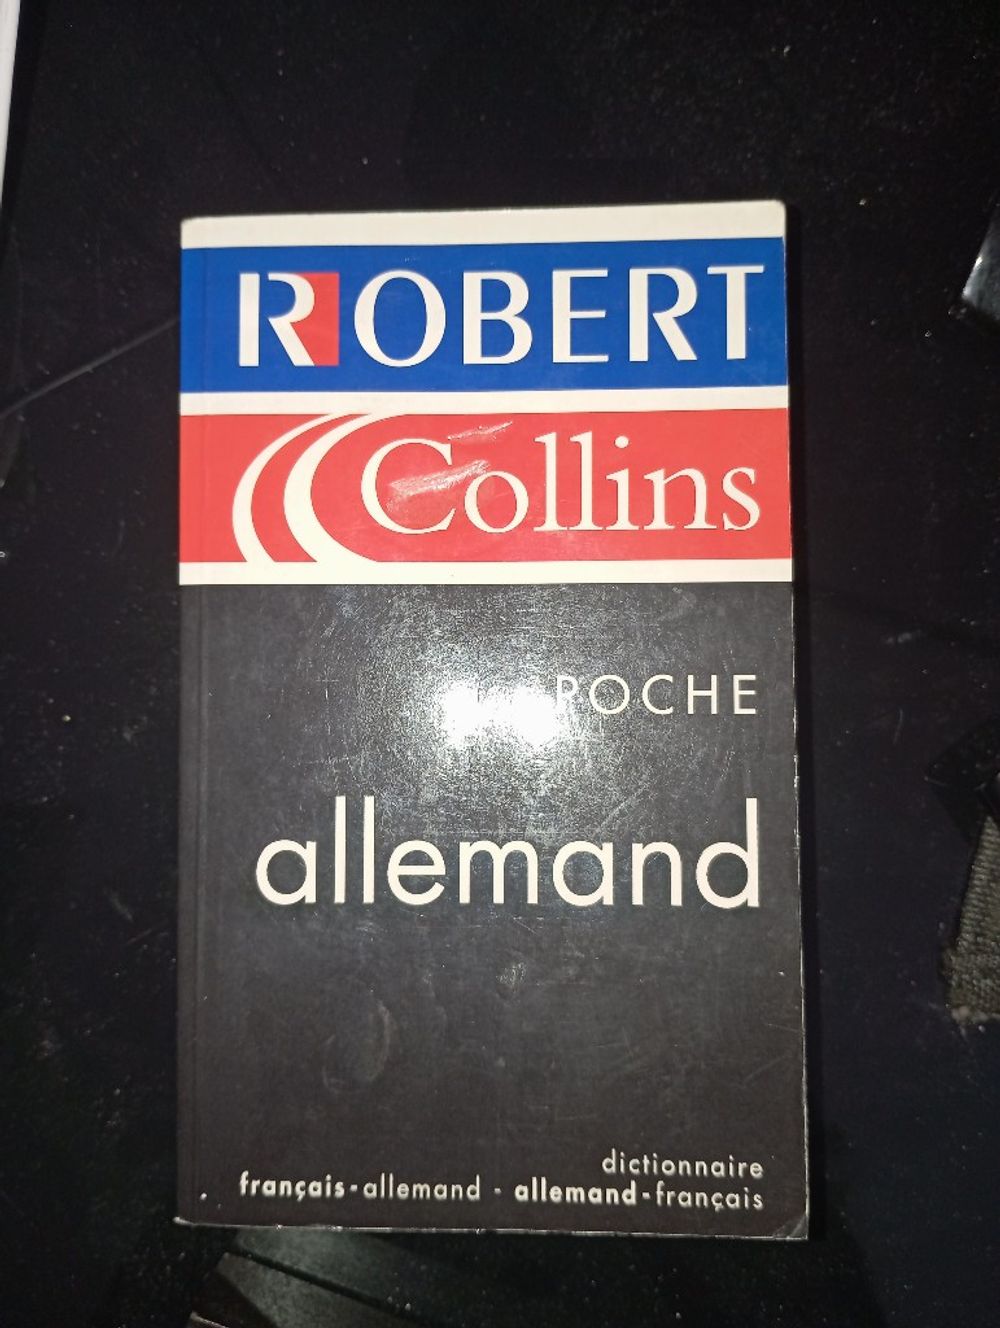 ROBERT
Collins
POCHE
allemand
dictionnaire
français-allemand - allemand-français